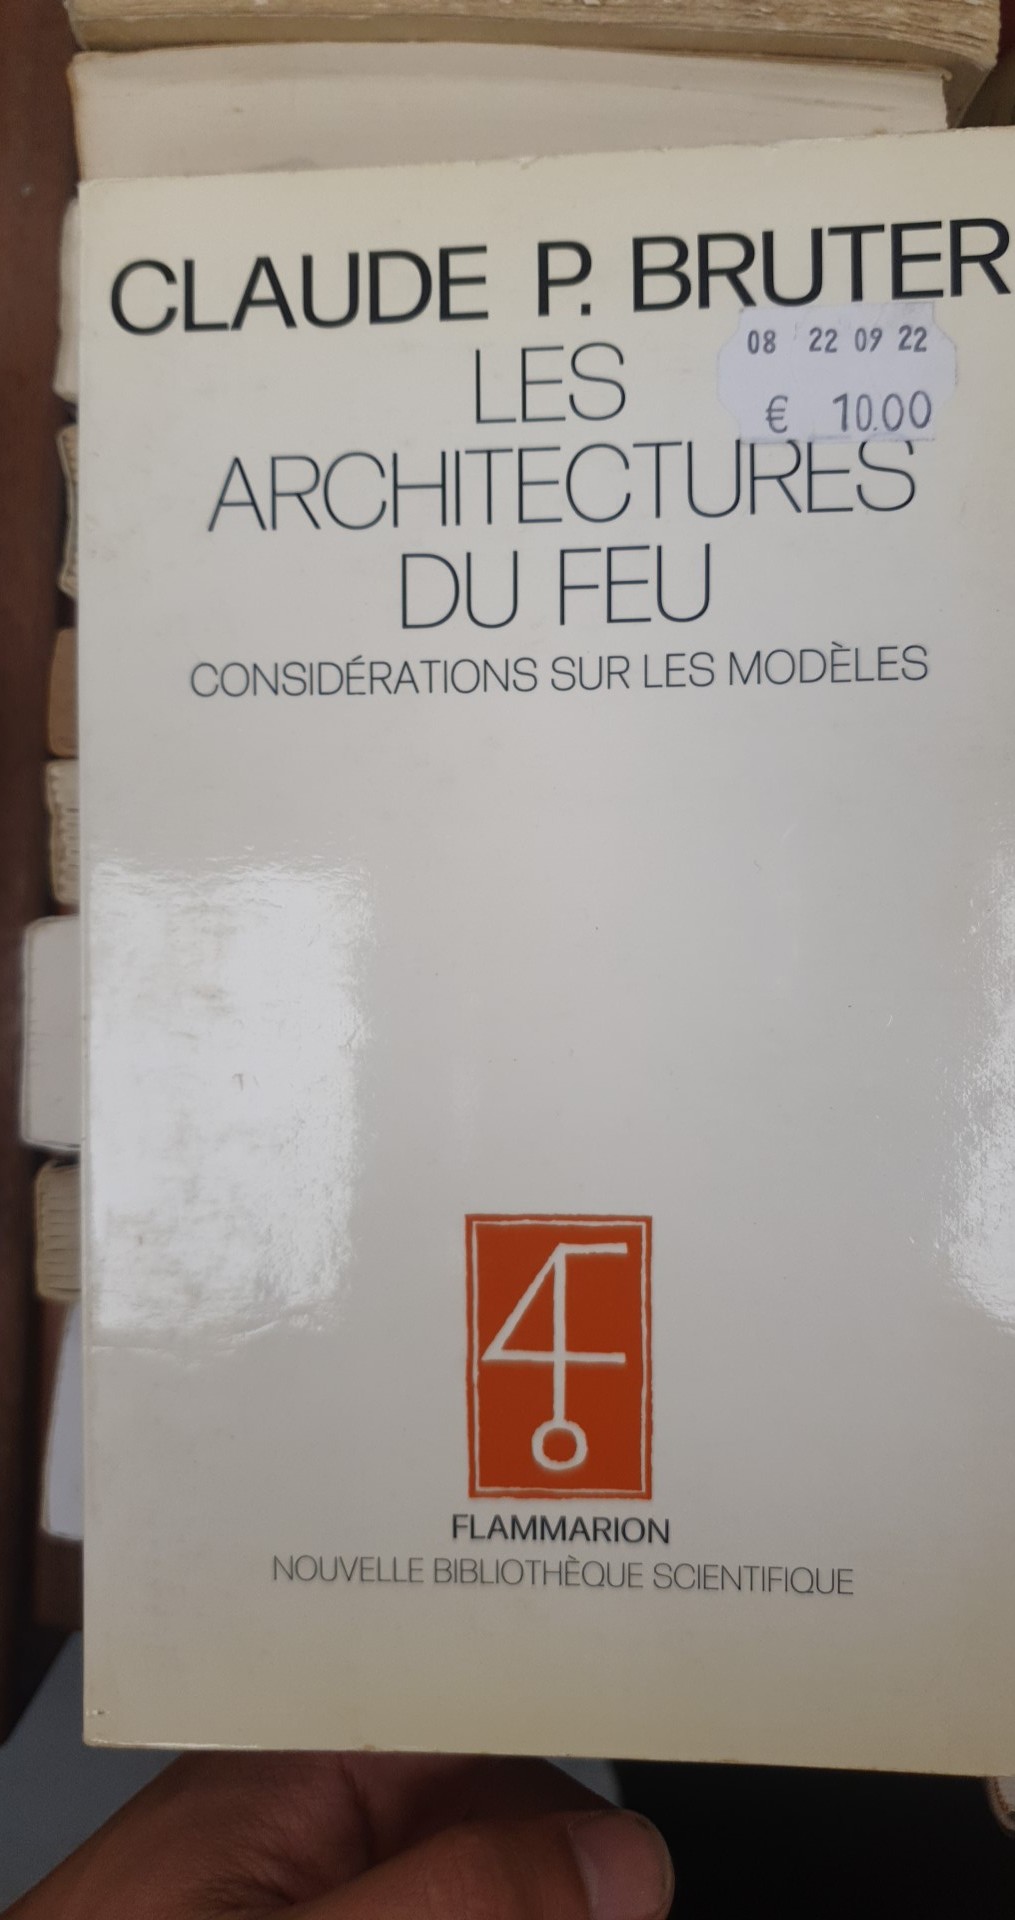 CLAUDE P. BRUTER
LES
ARCHITECTURES
DU FEU
CONSIDÉRATIONS SUR LES MODÈLES
08 22 09 22
€ 10.00
4
FLAMMARION
NOUVELLE BIBLIOTHÈQUE SCIENTIFIQUE